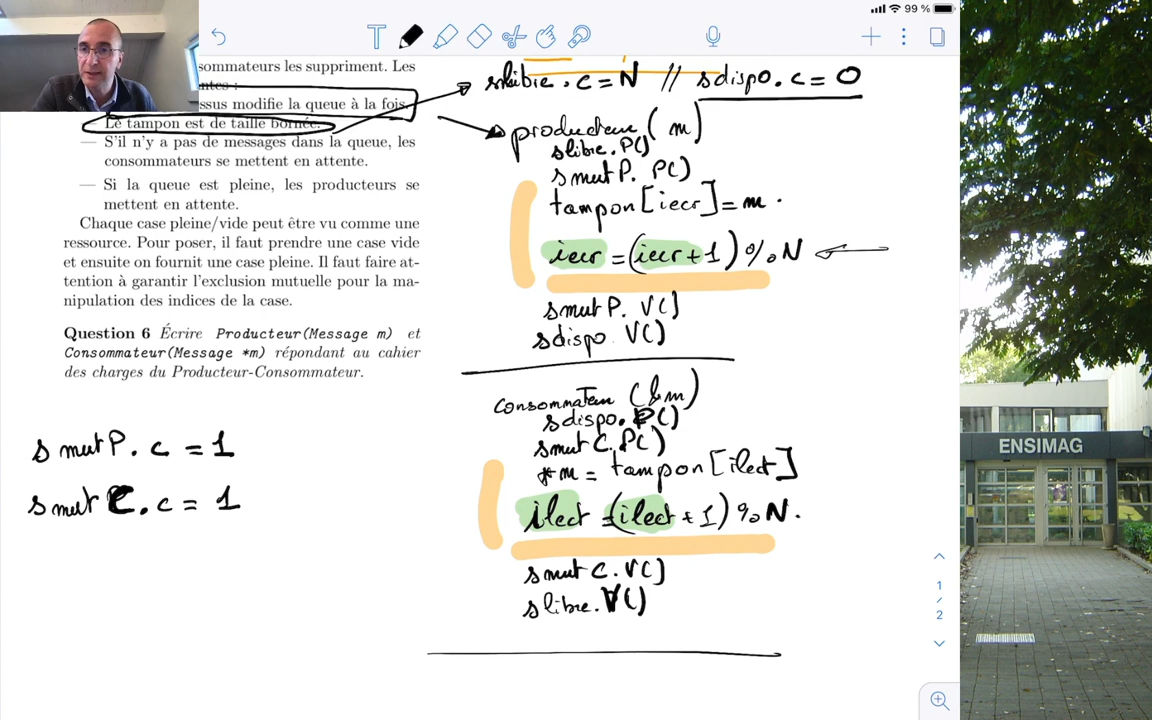 99 %
sommateurs les suppriment. Les
ntes :
ssus modifie la queue à la fois.
— Le tampon est de taille bornée.
— S'il n'y a pas de messages dans la queue, les
consommateurs se mettent en attente.
— Si la queue est pleine, les producteurs se
mettent en attente.
Chaque case pleine/vide peut être vu comme une
ressource. Pour poser, il faut prendre une case vide
et ensuite on fournit une case pleine. Il faut faire at-
tention à garantir l'exclusion mutuelle pour la ma-
nipulation des indices de la case.
Question 6 Écrire Producteur(Message m) et
Consommateur(Message *m) répondant au cahier
des charges du Producteur-Consommateur.
smutP.c = 1
smutC.c = 1
slibre.c = N // sdispo.c = 0
producteur(m)
slibre.P()
smutP.P()
tampon[iecr] = m.
iecr = (iecr+1)%N
smutP.V()
sdispo.V()
Consommateur(&m)
sdispo.P()
smutC.P()
*m = tampon[ilect]
ilect = (ilect+1)%N.
smutC.V()
slibre.V()
1
/
2
ENSIMAG